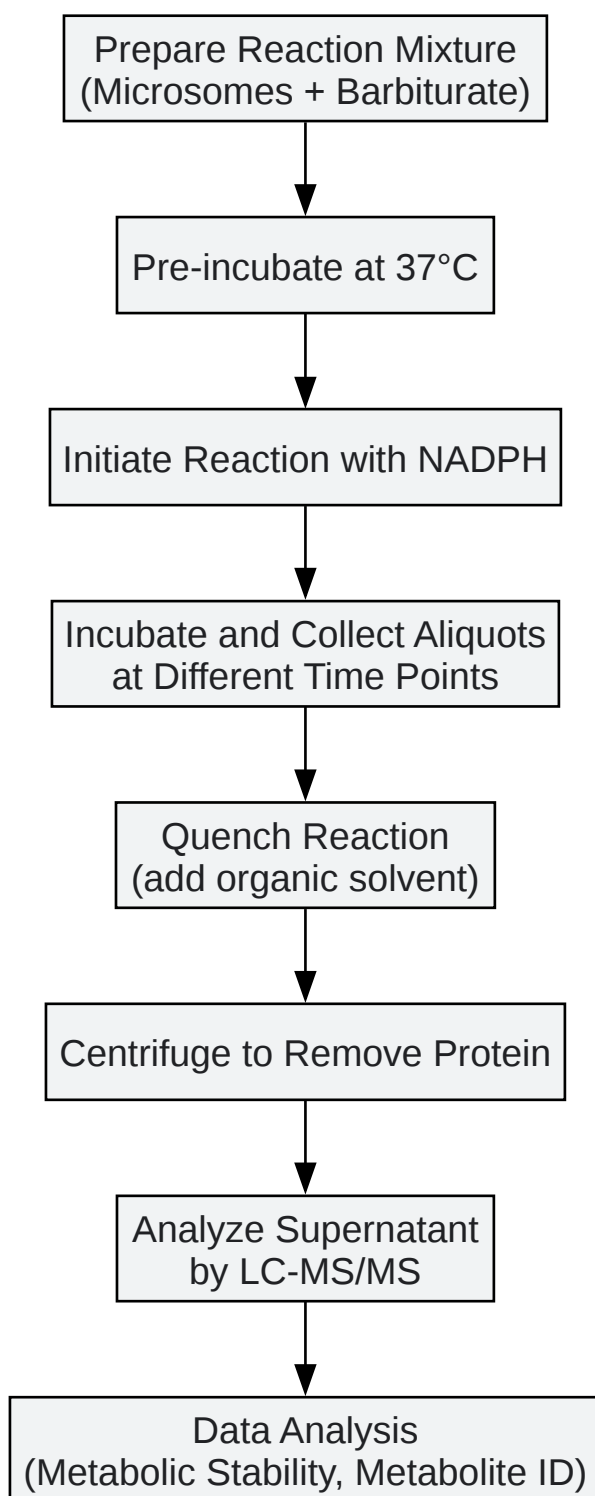 Prepare Reaction Mixture
(Microsomes + Barbiturate)
Pre-incubate at 37°C
Initiate Reaction with NADPH
Incubate and Collect Aliquots
at Different Time Points
Quench Reaction
(add organic solvent)
Centrifuge to Remove Protein
Analyze Supernatant
by LC-MS/MS
Data Analysis
(Metabolic Stability, Metabolite ID)